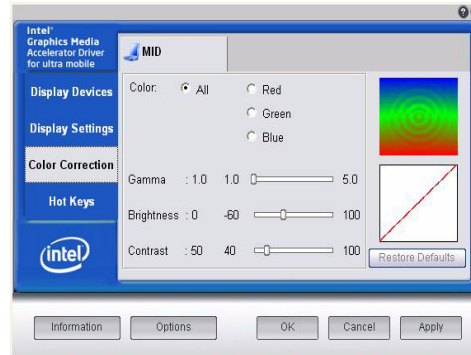 Intel®
Graphics Media
Accelerator Driver
for ultra mobile
MID
Display Devices
Display Settings
Color Correction
Hot Keys
intel
Color: All Red
Green
Blue
Gamma : 1.0 1.0 5.0
Brightness : 0 -60 100
Contrast : 50 40 100
Restore Defaults
Information Options OK Cancel Apply